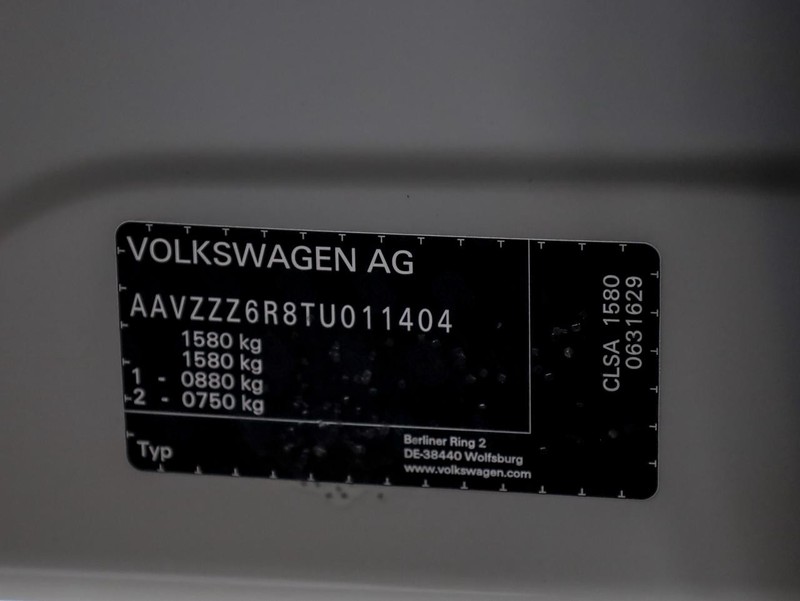 VOLKSWAGEN AG
AAVZZZ6R8TU011404
1580 kg
1580 kg
1 - 0880 kg
2 - 0750 kg
Typ
Berliner Ring 2
DE-38440 Wolfsburg
www.volkswagen.com
CLSA 1580
0631629